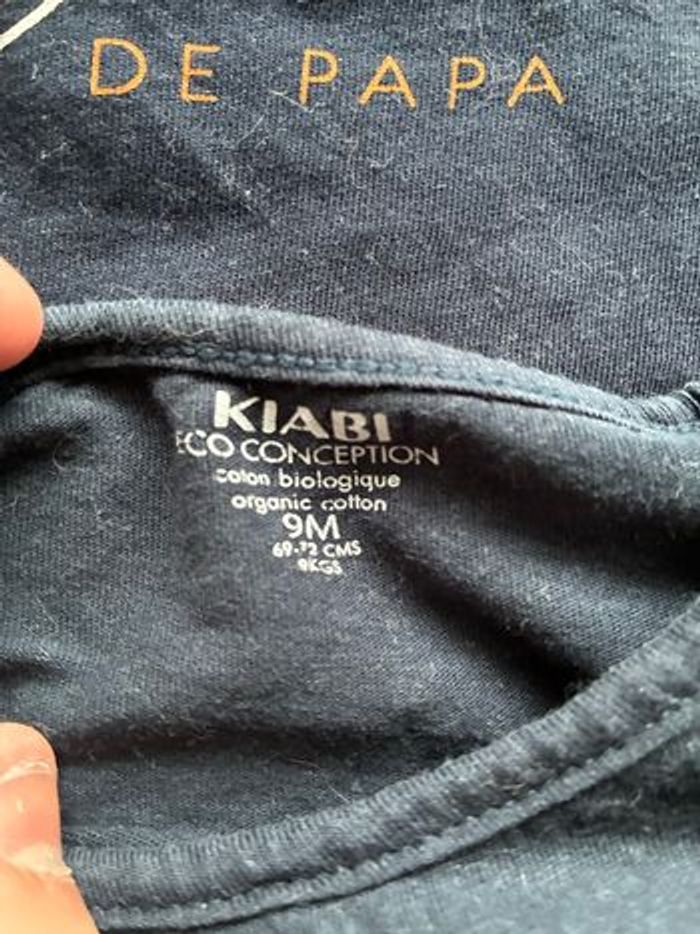 DE PAPA
KIABI
ECO CONCEPTION
coton biologique
organic cotton
9M
69-72 CMS
9KGS